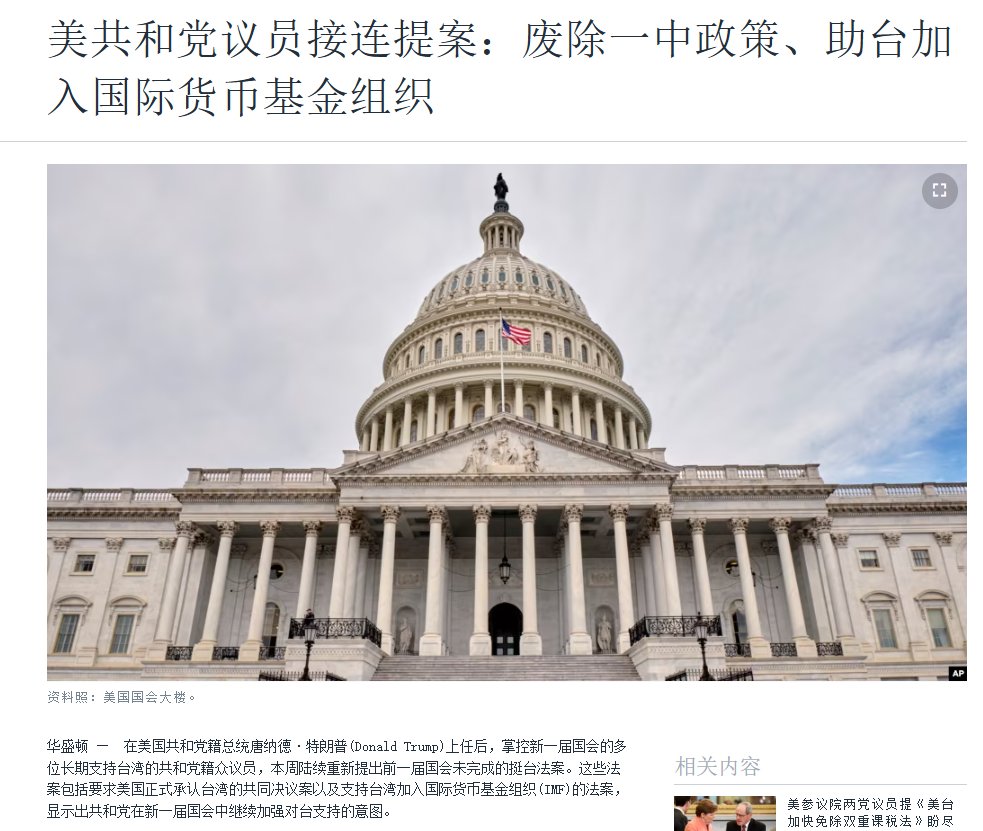 美共和党议员接连提案：废除一中政策、助台加
入国际货币基金组织
AP
资料照：美国国会大楼。
华盛顿 — 在美国共和党籍总统唐纳德·特朗普(Donald Trump)上任后，掌控新一届国会的多
位长期支持台湾的共和党籍众议员，本周陆续重新提出前一届国会未完成的挺台法案。这些法
案包括要求美国正式承认台湾的共同决议案以及支持台湾加入国际货币基金组织(IMF)的法案，
显示出共和党在新一届国会中继续加强对台支持的意图。
相关内容
美参议院两党议员提《美台
加快免除双重课税法》盼尽